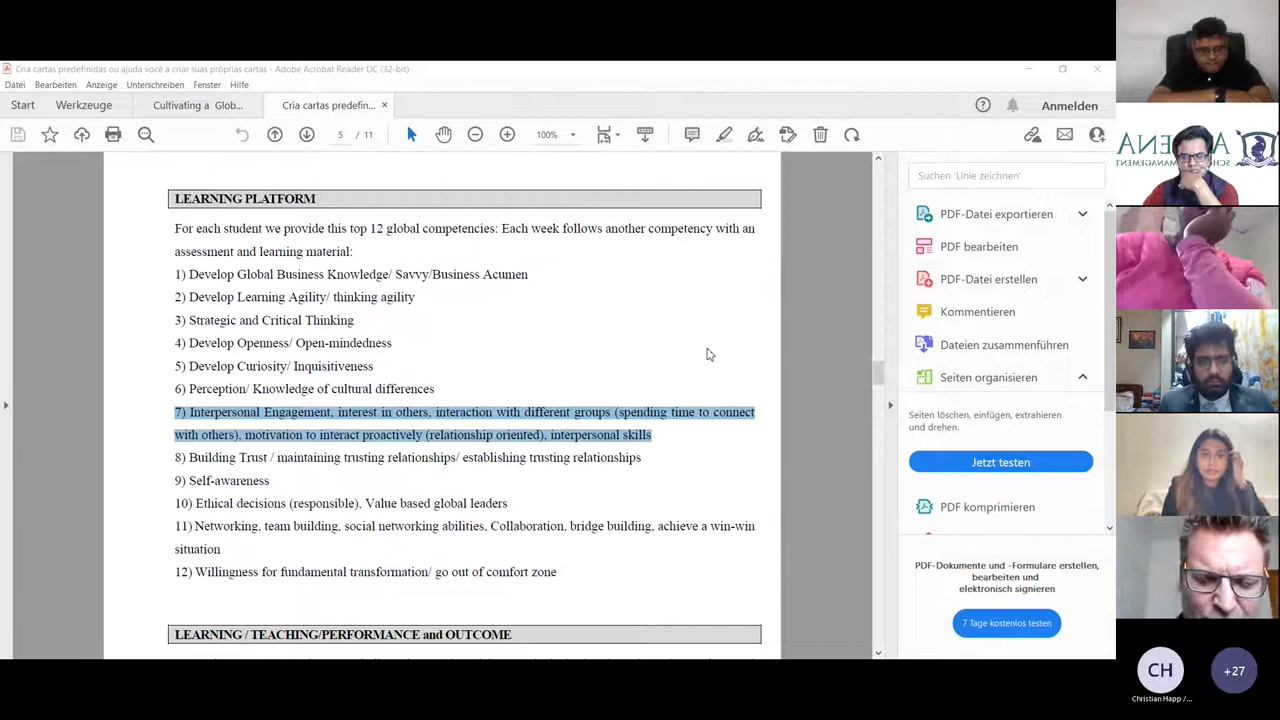 Cria cartas predefinidas ou ajuda você a criar suas próprias cartas - Adobe Acrobat Reader DC (32-bit)
Datei Bearbeiten Anzeige Unterschreiben Fenster Hilfe
Start Werkzeuge Cultivating a Glob... Cria cartas predefin... × Anmelden
5 / 11 100%
LEARNING PLATFORM
For each student we provide this top 12 global competencies: Each week follows another competency with an
assessment and learning material:
1) Develop Global Business Knowledge/ Savvy/Business Acumen
2) Develop Learning Agility/ thinking agility
3) Strategic and Critical Thinking
4) Develop Openness/ Open-mindedness
5) Develop Curiosity/ Inquisitiveness
6) Perception/ Knowledge of cultural differences
7) Interpersonal Engagement, interest in others, interaction with different groups (spending time to connect
with others), motivation to interact proactively (relationship oriented), interpersonal skills
8) Building Trust / maintaining trusting relationships/ establishing trusting relationships
9) Self-awareness
10) Ethical decisions (responsible), Value based global leaders
11) Networking, team building, social networking abilities, Collaboration, bridge building, achieve a win-win
situation
12) Willingness for fundamental transformation/ go out of comfort zone
LEARNING / TEACHING/PERFORMANCE and OUTCOME
Suchen 'Linie zeichnen'
PDF-Datei exportieren
PDF bearbeiten
PDF-Datei erstellen
Kommentieren
Dateien zusammenführen
Seiten organisieren
Seiten löschen, einfügen, extrahieren
und drehen.
Jetzt testen
PDF komprimieren
PDF-Dokumente und -Formulare erstellen,
bearbeiten und
elektronisch signieren
7 Tage kostenlos testen
CH
Christian Happ /...
+27